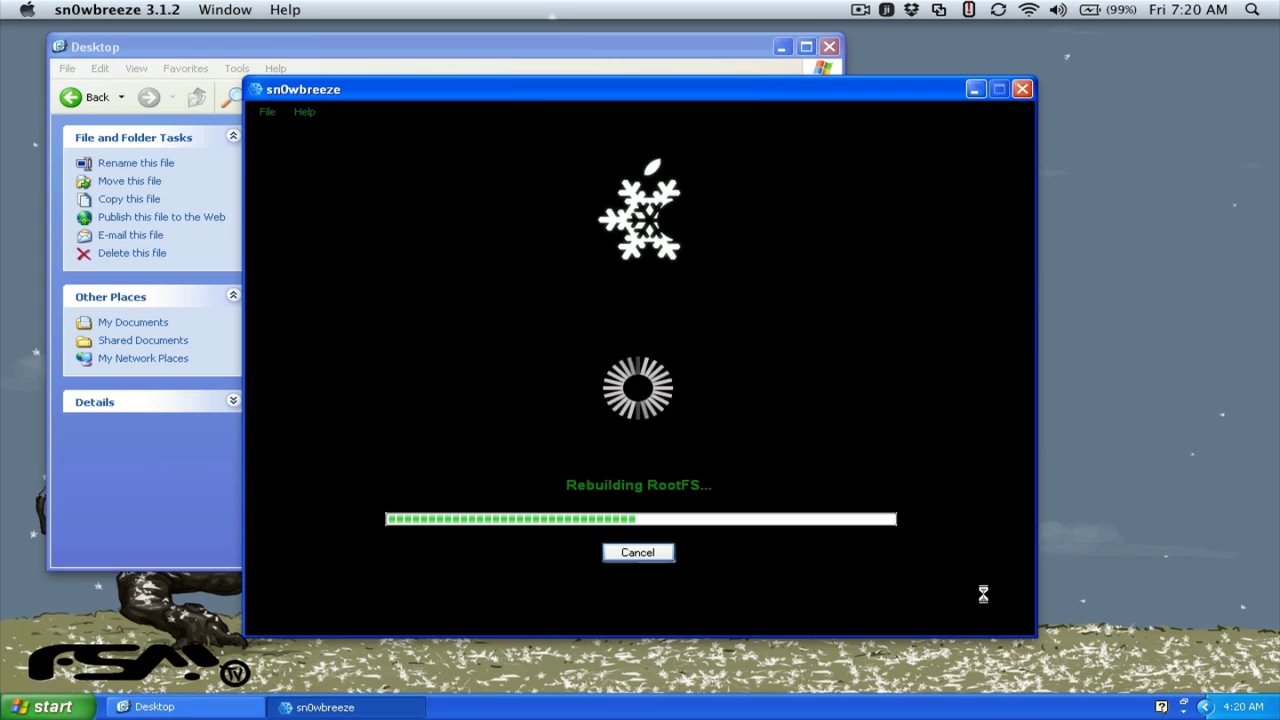 sn0wbreeze 3.1.2 Window Help (99%) Fri 7:20 AM
Desktop
File Edit View Favorites Tools Help
Back
sn0wbreeze
File Help
File and Folder Tasks
Rename this file
Move this file
Copy this file
Publish this file to the Web
E-mail this file
Delete this file
Other Places
My Documents
Shared Documents
My Network Places
Details
Rebuilding RootFS...
Cancel
FSM TV
start Desktop sn0wbreeze ? 4:20 AM